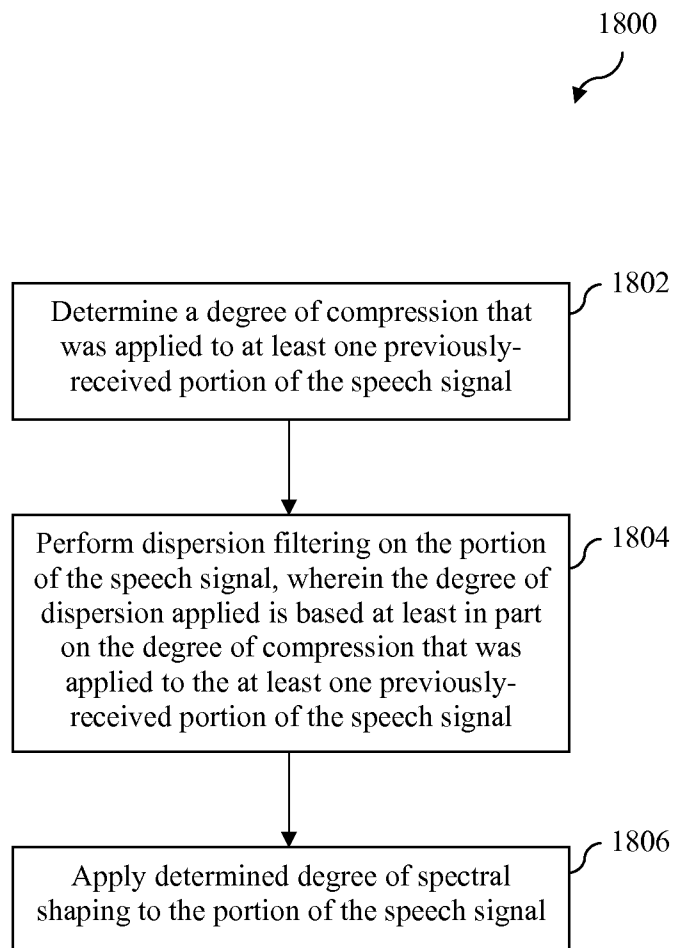 1800
1802
Determine a degree of compression that
was applied to at least one previously-
received portion of the speech signal
1804
Perform dispersion filtering on the portion
of the speech signal, wherein the degree of
dispersion applied is based at least in part
on the degree of compression that was
applied to the at least one previously-
received portion of the speech signal
1806
Apply determined degree of spectral
shaping to the portion of the speech signal